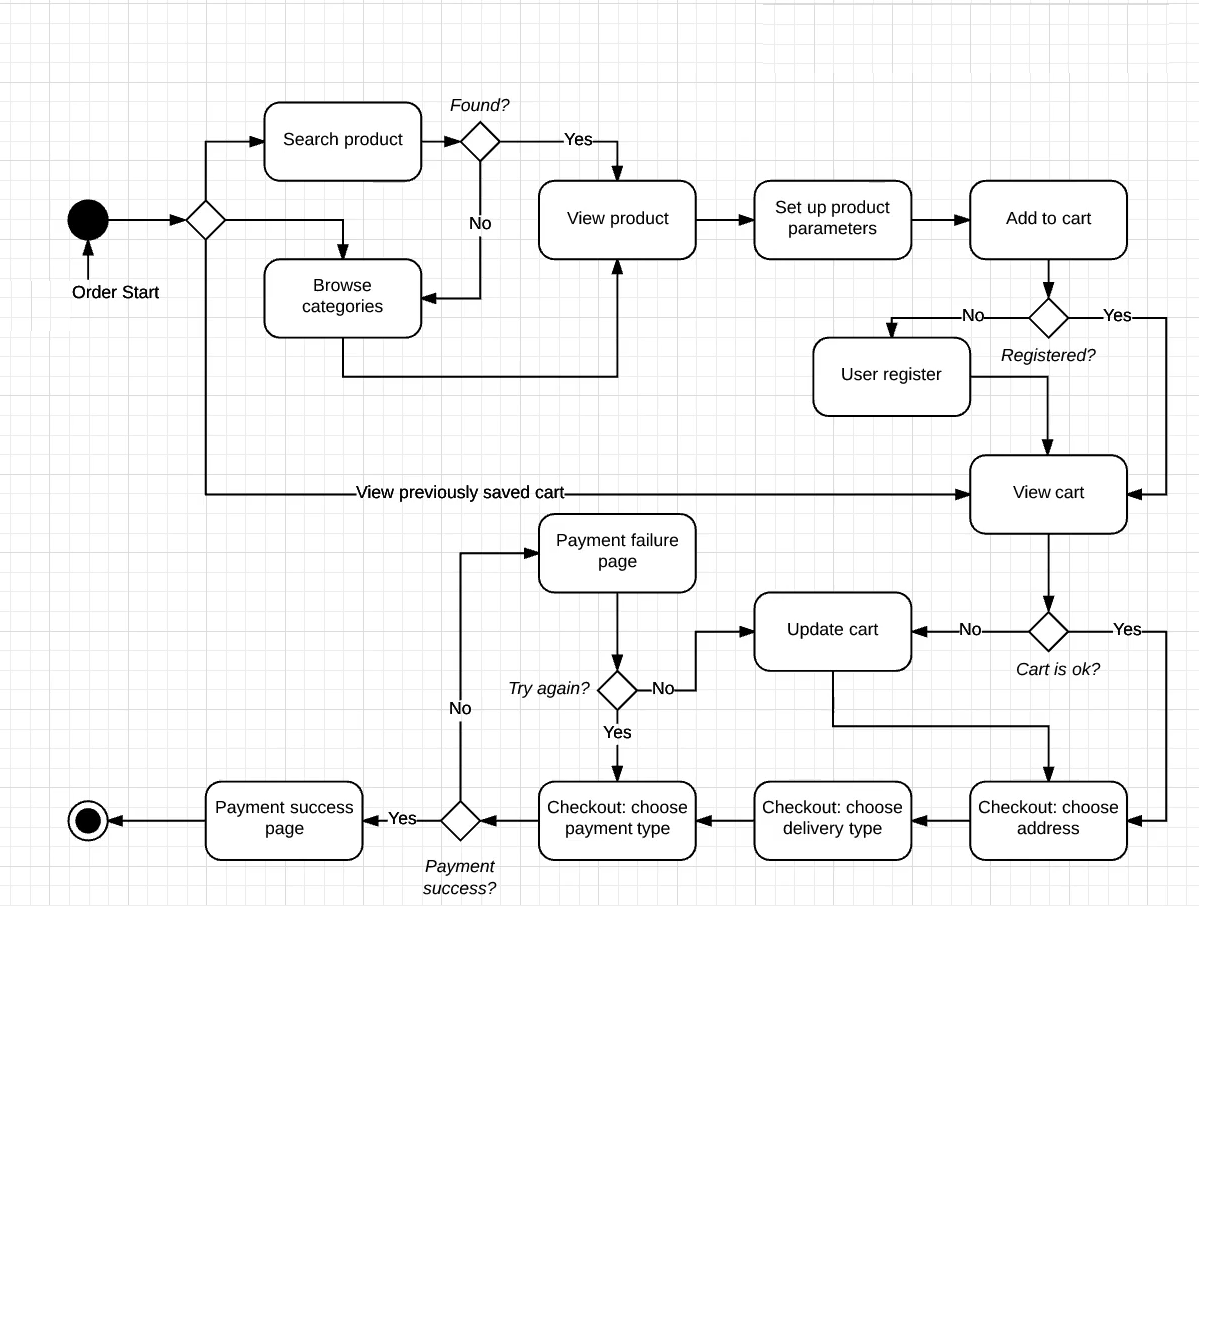 Found?
Search product
Yes
View product
Set up product
parameters
Add to cart
No
Order Start
Browse
categories
No
Yes
Registered?
User register
View previously saved cart
View cart
Payment failure
page
Update cart
No
Yes
Cart is ok?
Try again?
No
No
Yes
Payment success
page
Yes
Checkout: choose
payment type
Checkout: choose
delivery type
Checkout: choose
address
Payment
success?